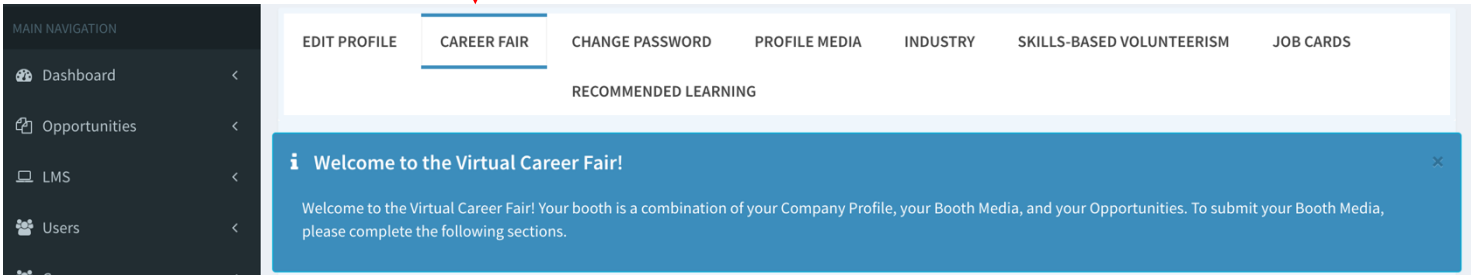 MAIN NAVIGATION
Dashboard
Opportunities
LMS
Users
EDIT PROFILE CAREER FAIR CHANGE PASSWORD PROFILE MEDIA INDUSTRY SKILLS-BASED VOLUNTEERISM JOB CARDS
RECOMMENDED LEARNING
Welcome to the Virtual Career Fair!
Welcome to the Virtual Career Fair! Your booth is a combination of your Company Profile, your Booth Media, and your Opportunities. To submit your Booth Media,
please complete the following sections.